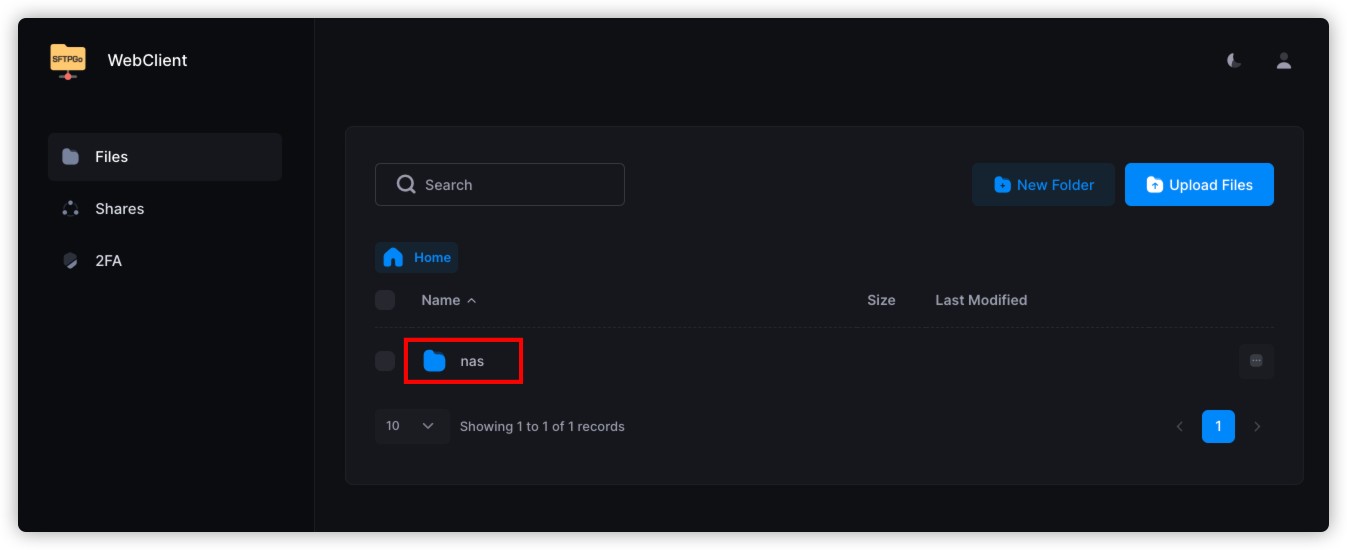 SFTPGo
WebClient
Files
Shares
2FA
Search
New Folder
Upload Files
Home
Name
Size
Last Modified
nas
10
Showing 1 to 1 of 1 records
1